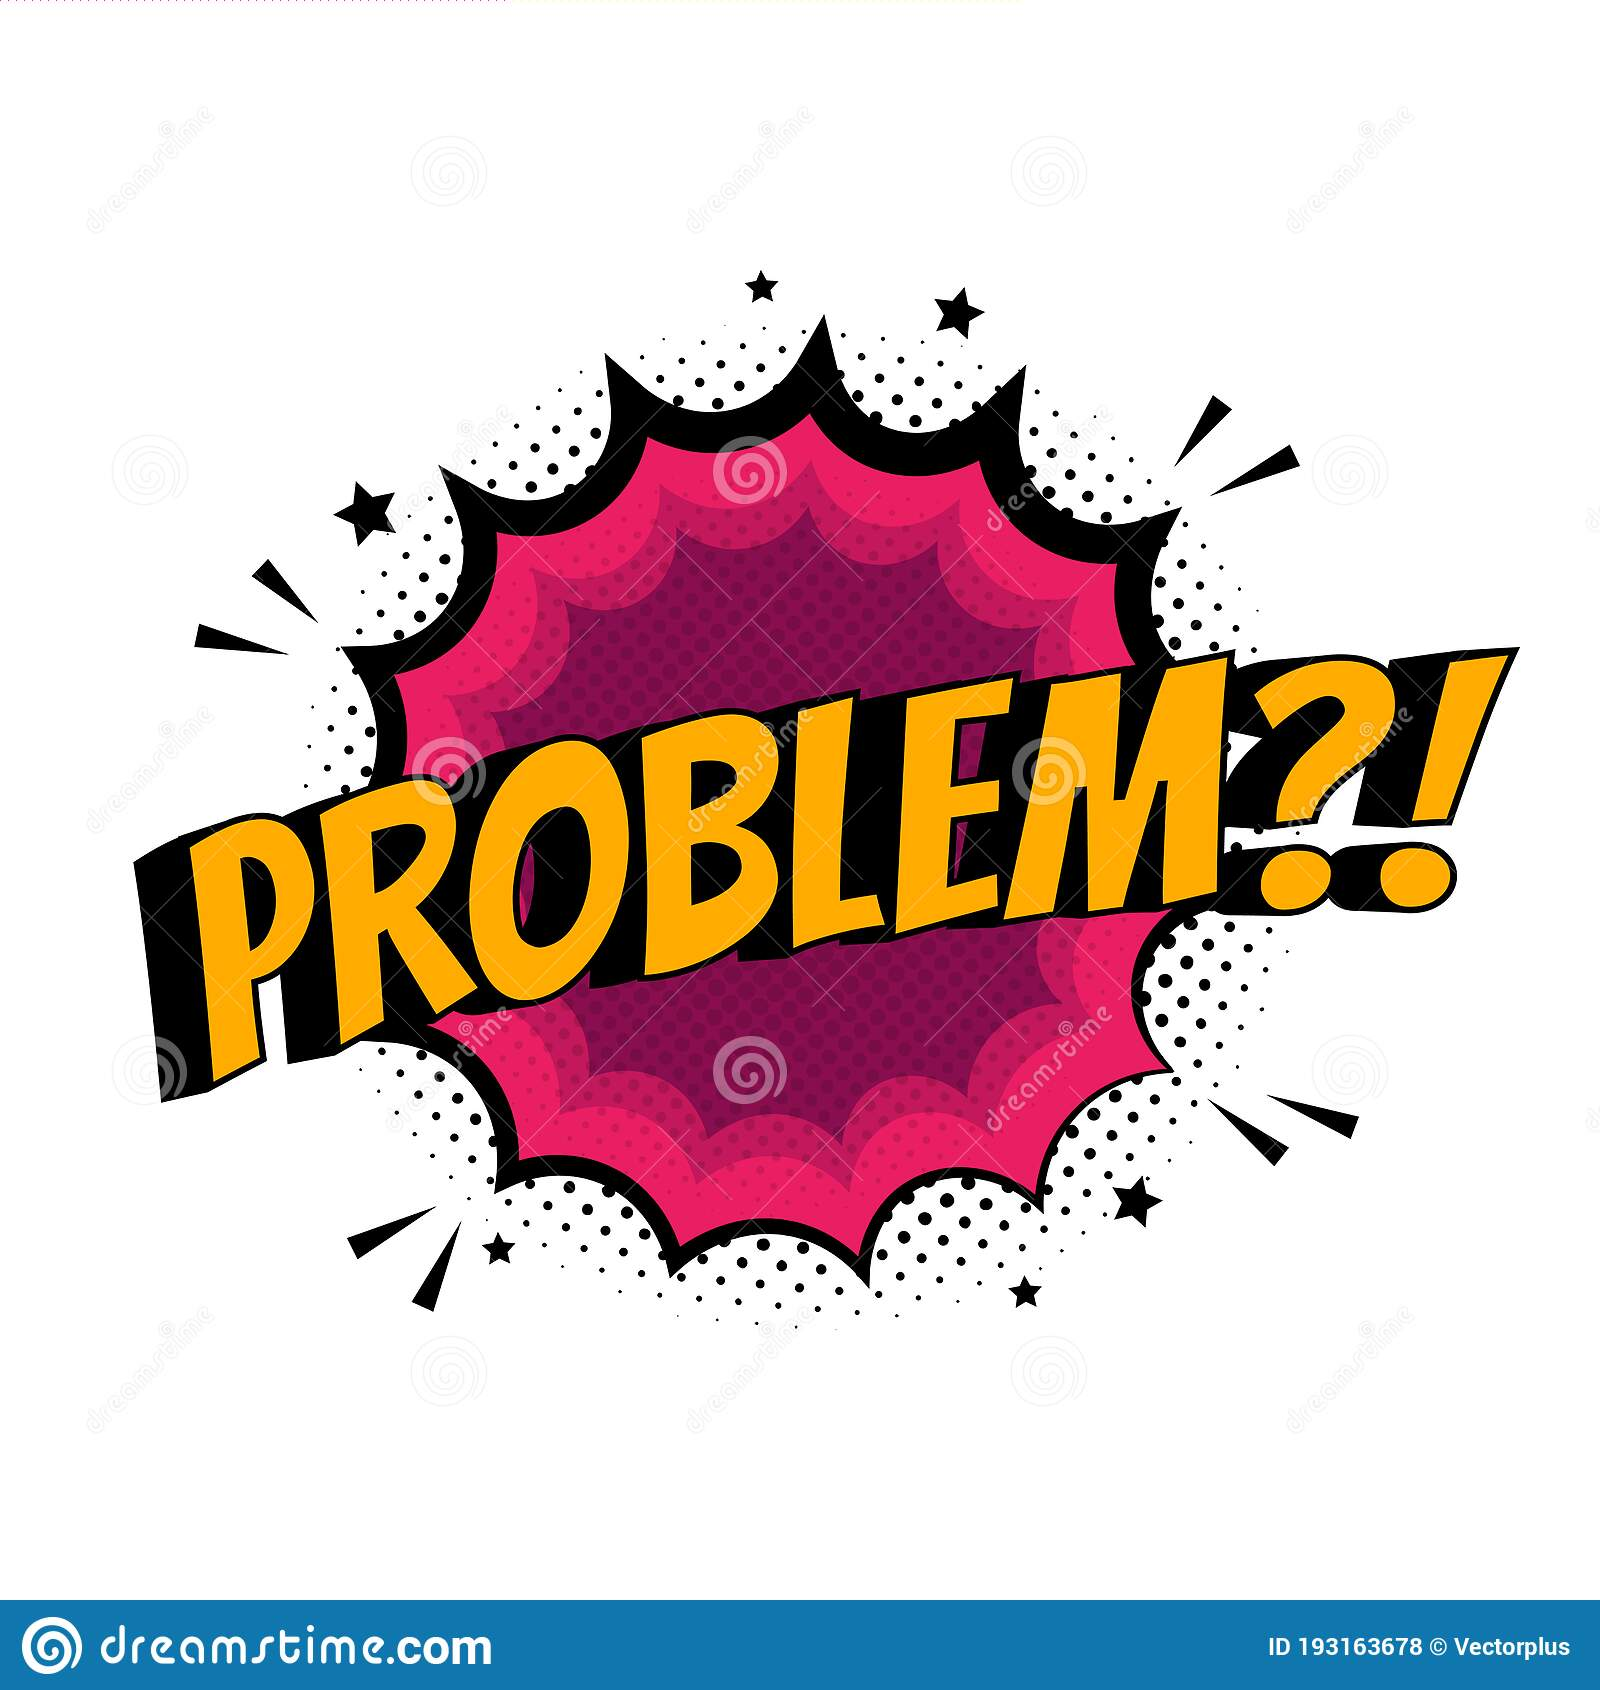 PROBLEM?!
dreamstime.com
ID 193163678 © Vectorplus